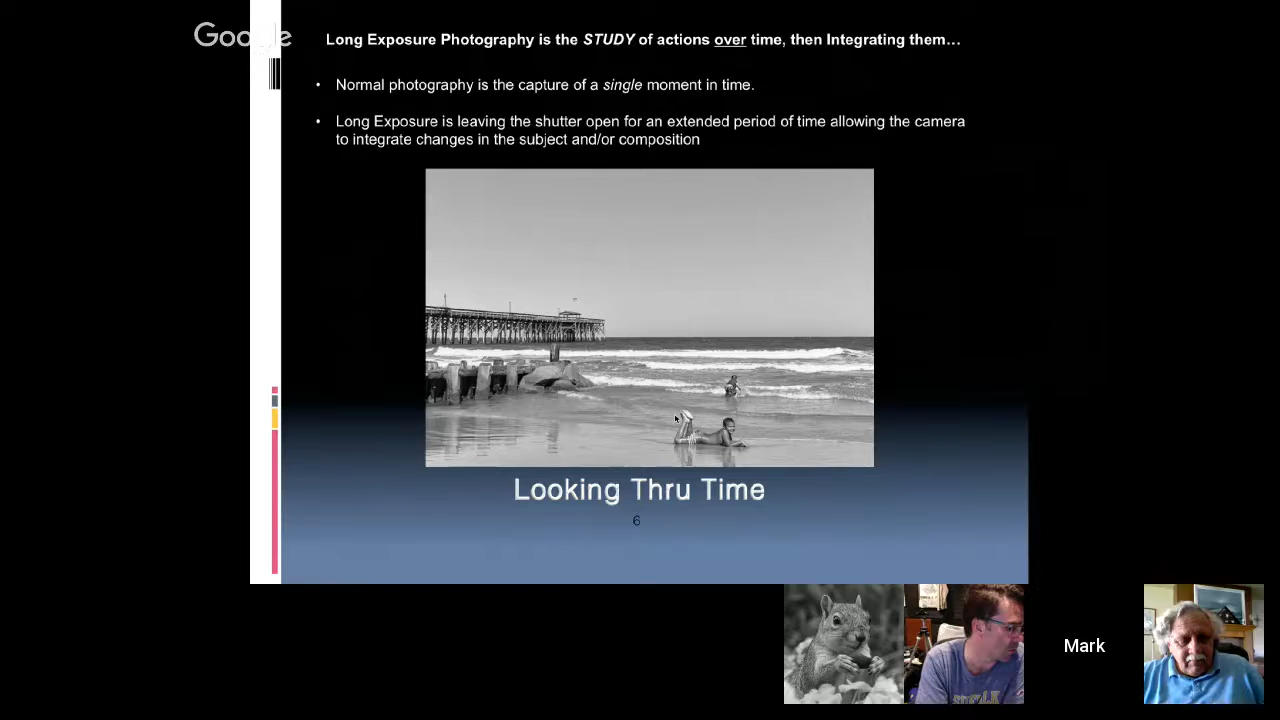 Google
Long Exposure Photography is the STUDY of actions over time, then Integrating them…
• Normal photography is the capture of a single moment in time.
• Long Exposure is leaving the shutter open for an extended period of time allowing the camera
to integrate changes in the subject and/or composition
Looking Thru Time
6
Mark